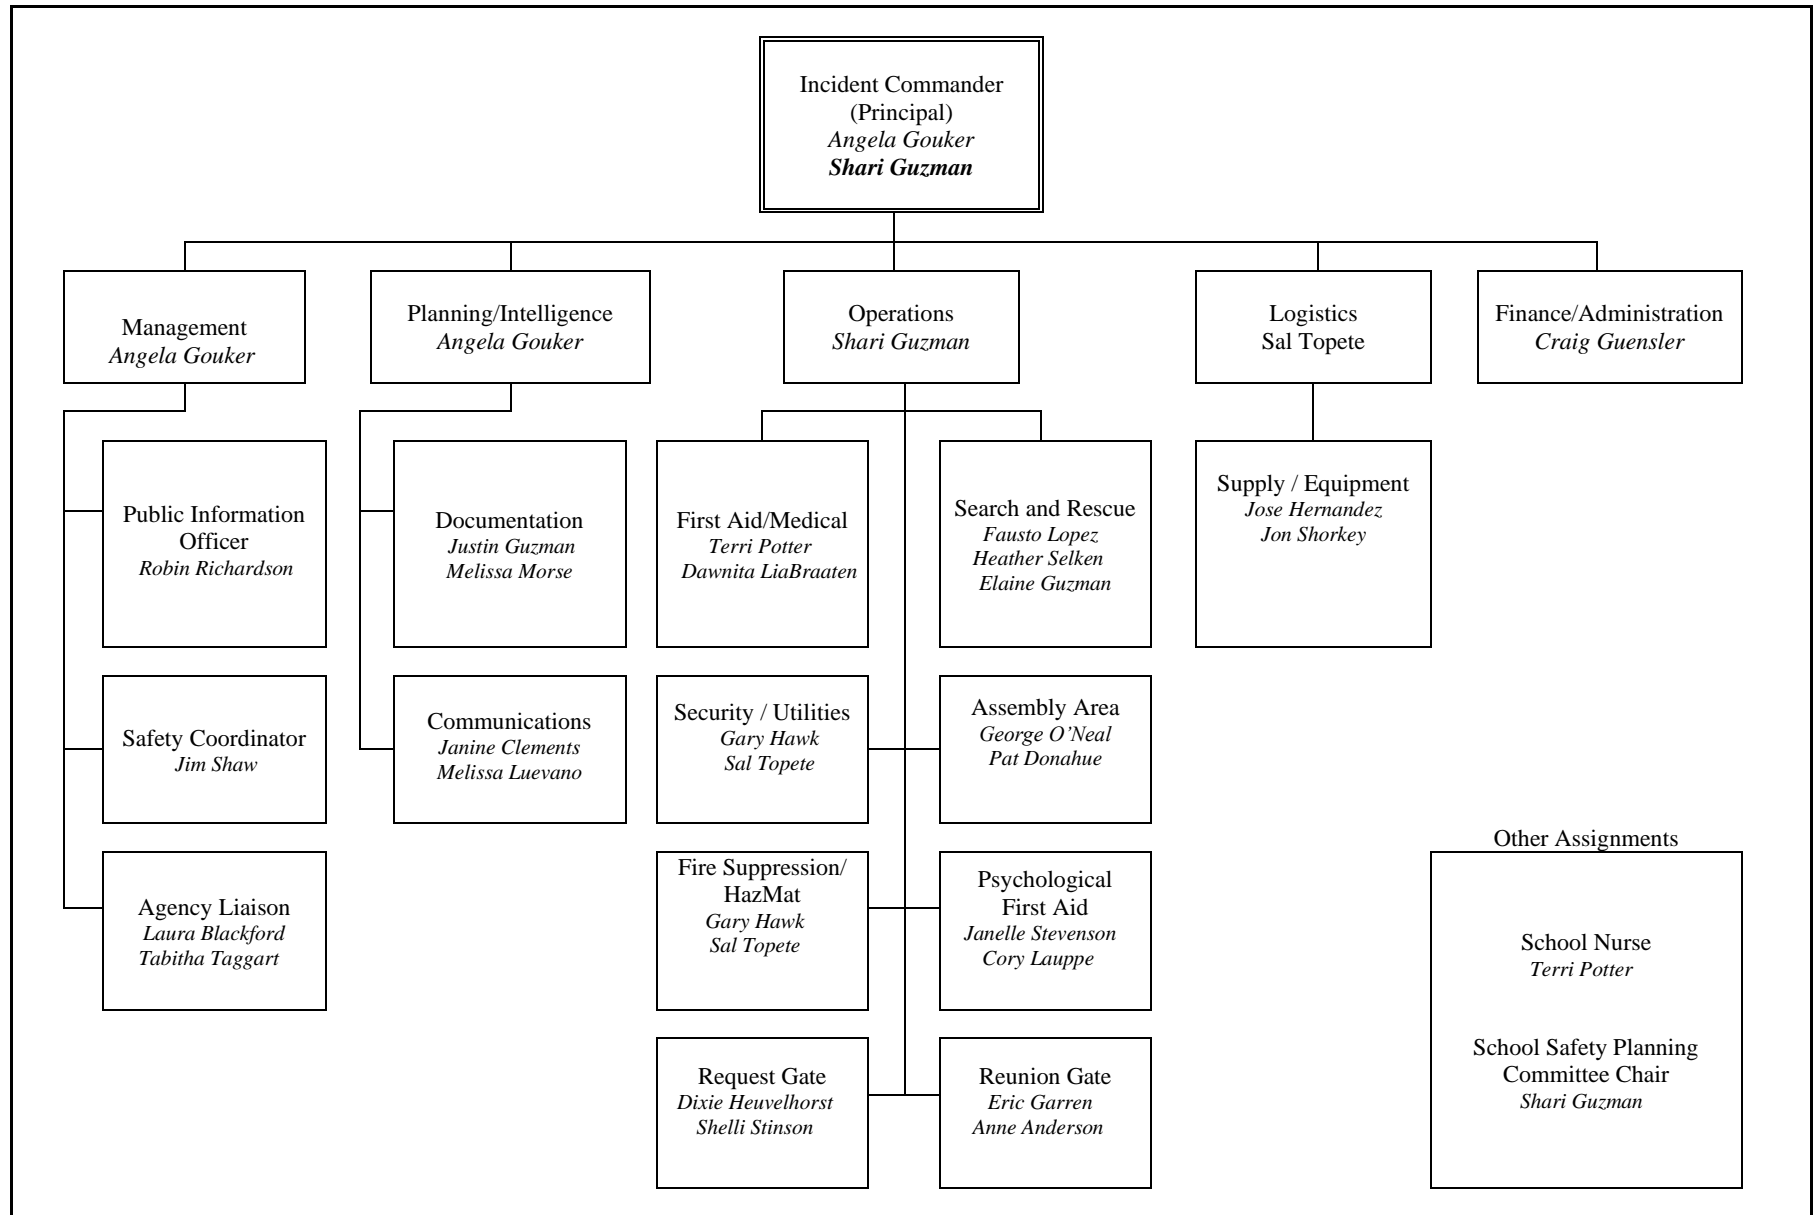 Incident Commander
(Principal)
Angela Gouker
Shari Guzman
Management
Angela Gouker
Planning/Intelligence
Angela Gouker
Operations
Shari Guzman
Logistics
Sal Topete
Finance/Administration
Craig Guensler
Public Information
Officer
Robin Richardson
Documentation
Justin Guzman
Melissa Morse
First Aid/Medical
Terri Potter
Dawnita LiaBraaten
Search and Rescue
Fausto Lopez
Heather Selken
Elaine Guzman
Supply / Equipment
Jose Hernandez
Jon Shorkey
Safety Coordinator
Jim Shaw
Communications
Janine Clements
Melissa Luevano
Security / Utilities
Gary Hawk
Sal Topete
Assembly Area
George O’Neal
Pat Donahue
Agency Liaison
Laura Blackford
Tabitha Taggart
Fire Suppression/
HazMat
Gary Hawk
Sal Topete
Psychological
First Aid
Janelle Stevenson
Cory Lauppe
Request Gate
Dixie Heuvelhorst
Shelli Stinson
Reunion Gate
Eric Garren
Anne Anderson
Other Assignments
School Nurse
Terri Potter
School Safety Planning
Committee Chair
Shari Guzman